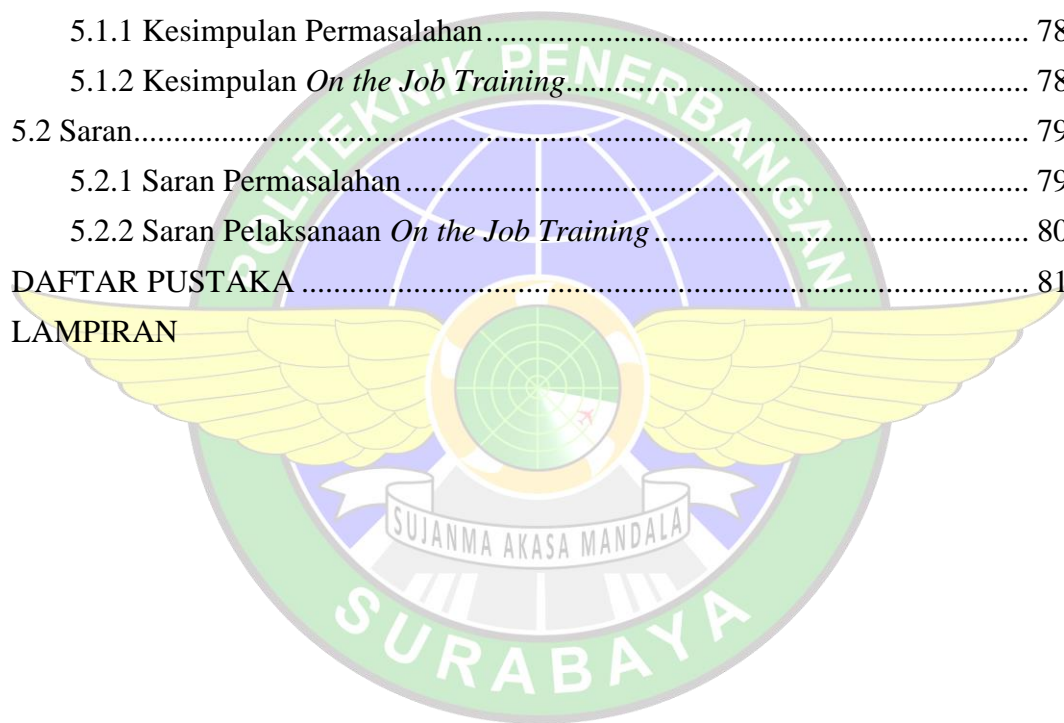 5.1.1 Kesimpulan Permasalahan.......................................................................... 78
5.1.2 Kesimpulan On the Job Training............................................................... 78
5.2 Saran......................................................................................................................... 79
5.2.1 Saran Permasalahan..................................................................................... 79
5.2.2 Saran Pelaksanaan On the Job Training................................................... 80
DAFTAR PUSTAKA.................................................................................................. 81
LAMPIRAN
POLITEKNIK PENERBANGAN
SUJANMA AKASA MANDALA
SURABAYA